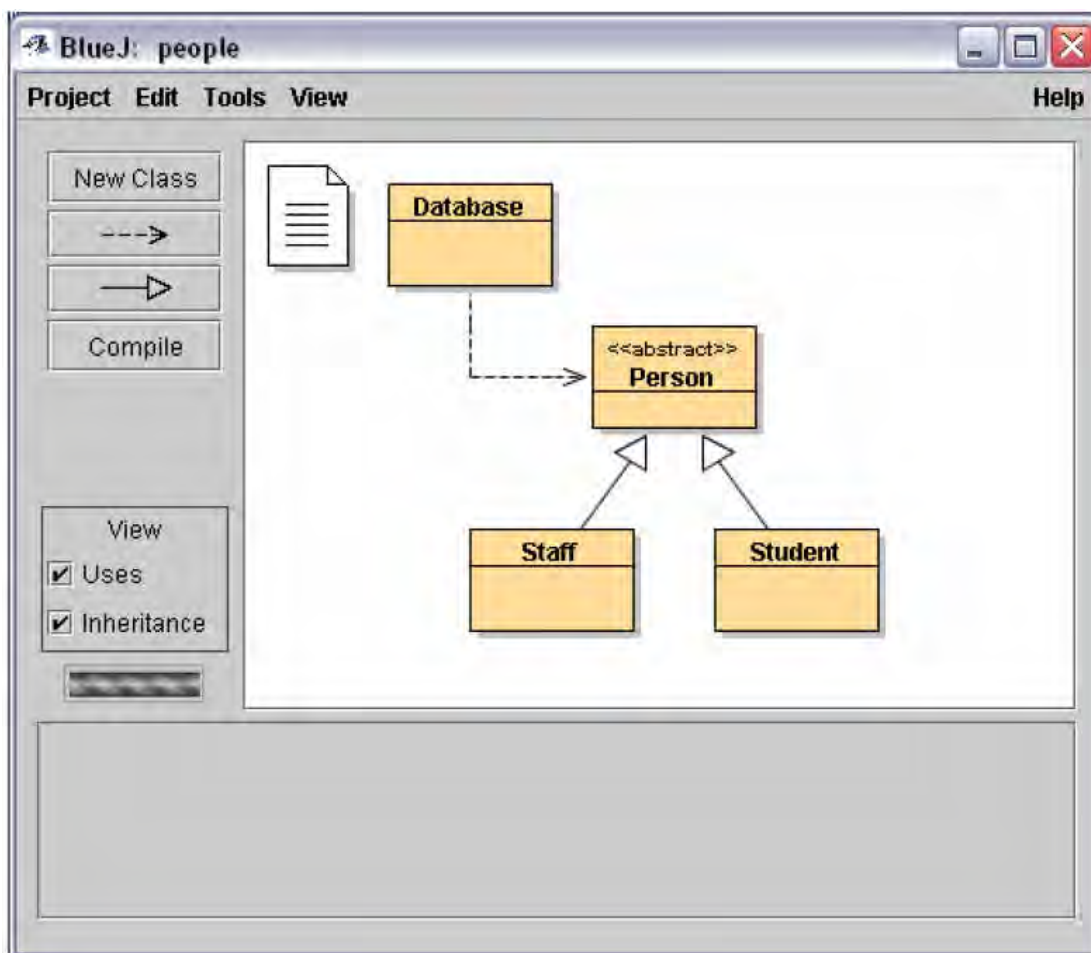 BlueJ: people
Project Edit Tools View Help
New Class
Compile
View
Uses
Inheritance
Database
<<abstract>>
Person
Staff
Student